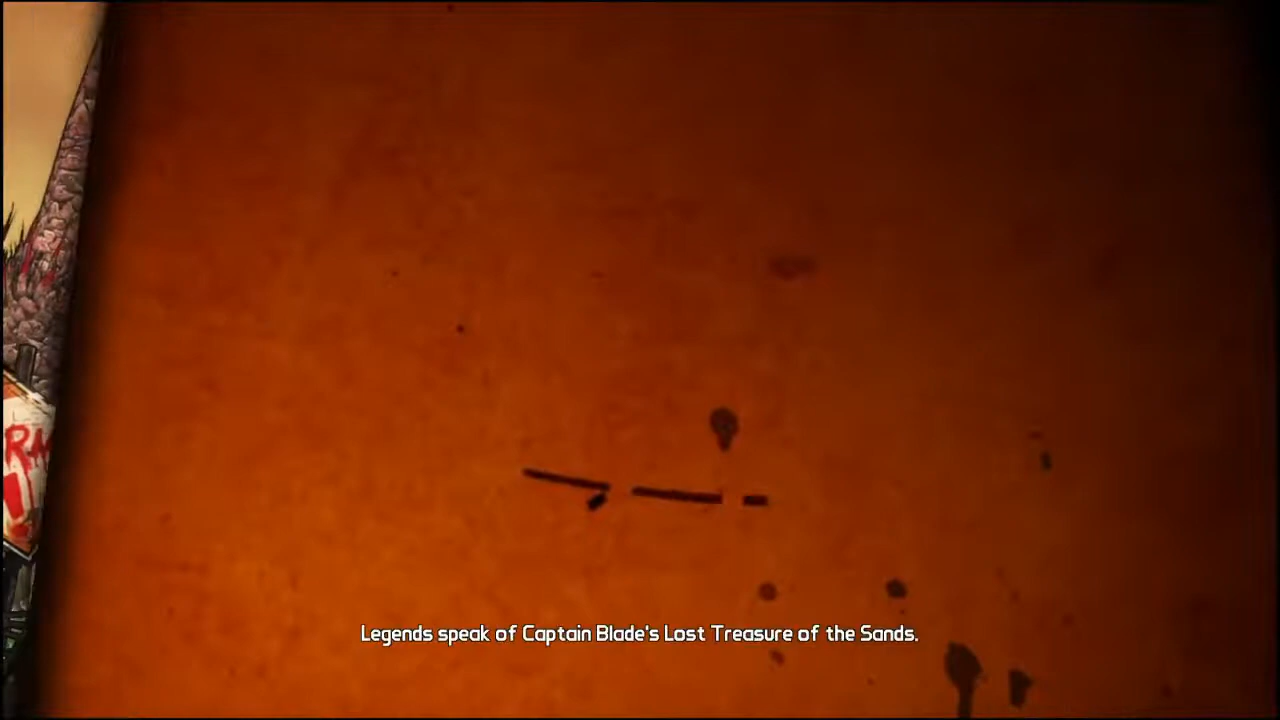 Legends speak of Captain Blade's Lost Treasure of the Sands.